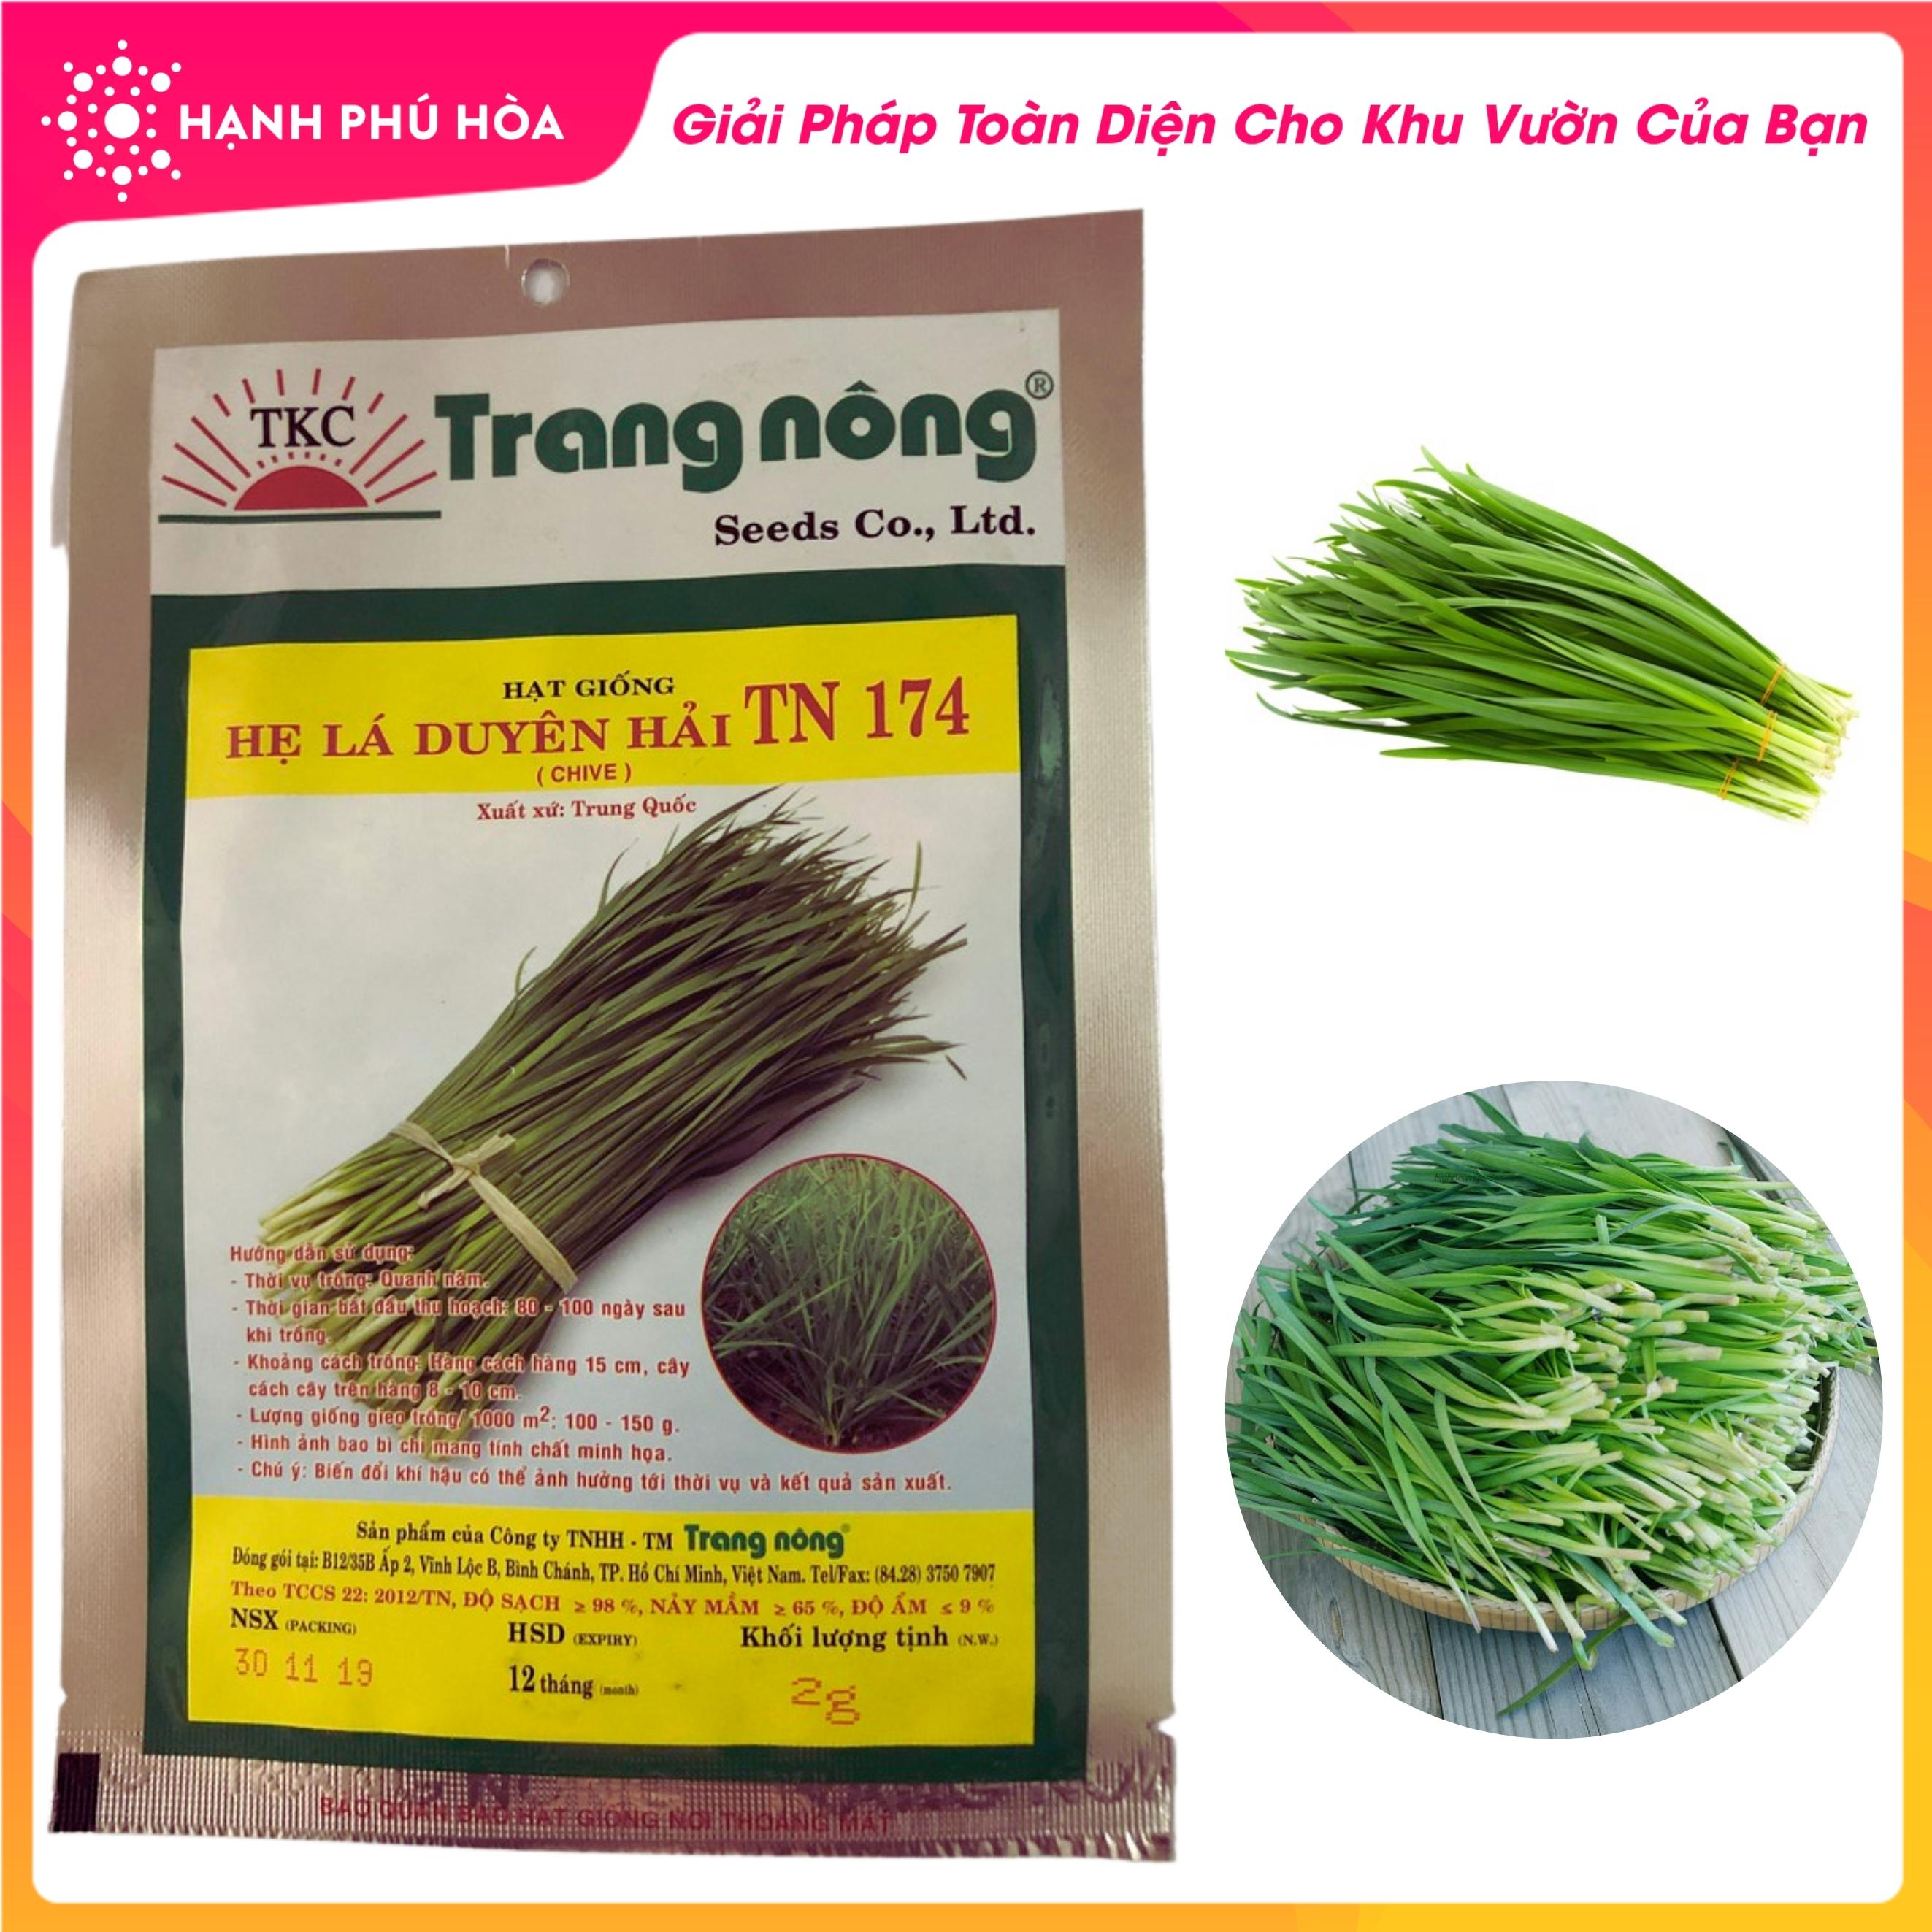 HẠNH PHÚ HÒA
Giải Pháp Toàn Diện Cho Khu Vườn Của Bạn
TKC
Trang nông®
Seeds Co., Ltd.
HẠT GIỐNG
HẸ LÁ DUYÊN HẢI TN 174
( CHIVE )
Xuất xứ: Trung Quốc
Hướng dẫn sử dụng:
- Thời vụ trồng: Quanh năm.
- Thời gian bắt đầu thu hoạch: 80 - 100 ngày sau
khi trồng.
- Khoảng cách trồng: Hàng cách hàng 15 cm, cây
cách cây trên hàng 8 - 10 cm.
- Lượng giống gieo trồng/ 1000 m²: 100 - 150 g.
- Hình ảnh bao bì chỉ mang tính chất minh họa.
- Chú ý: Biến đổi khí hậu có thể ảnh hưởng tới thời vụ và kết quả sản xuất.
Sản phẩm của Công ty TNHH - TM Trang nông®
Đóng gói tại: B12/35B Ấp 2, Vĩnh Lộc B, Bình Chánh, TP. Hồ Chí Minh, Việt Nam. Tel/Fax: (84.28) 3750 7907
Theo TCCS 22: 2012/TN, ĐỘ SẠCH ≥ 98 %, NẢY MẦM ≥ 65 %, ĐỘ ẨM ≤ 9 %
NSX (PACKING) HSD (EXPIRY) Khối lượng tịnh (N.W.)
30 11 19 12 tháng (month) 2g
BẢO QUẢN BAO HẠT GIỐNG NƠI THOÁNG MÁT